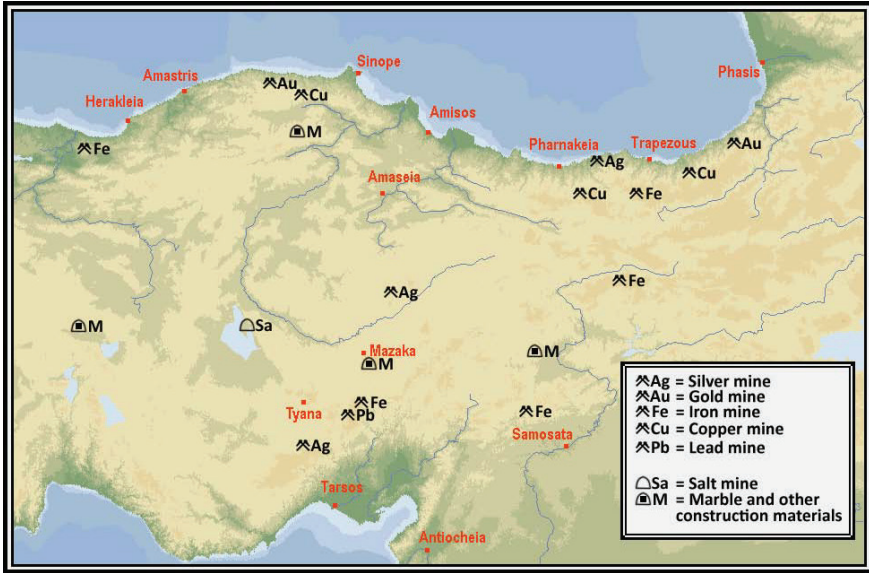 Sinope
Phasis
Amastris
Au
Cu
Herakleia
Amisos
M
Fe
Pharnakeia
Trapezous
Au
Ag
Cu
Amaseia
Cu
Fe
Fe
Ag
M
Sa
Mazaka
M
M
Tyana
Fe
Pb
Fe
Ag
Samosata
Tarsos
Antiocheia
Ag = Silver mine
Au = Gold mine
Fe = Iron mine
Cu = Copper mine
Pb = Lead mine
Sa = Salt mine
M = Marble and other
construction materials